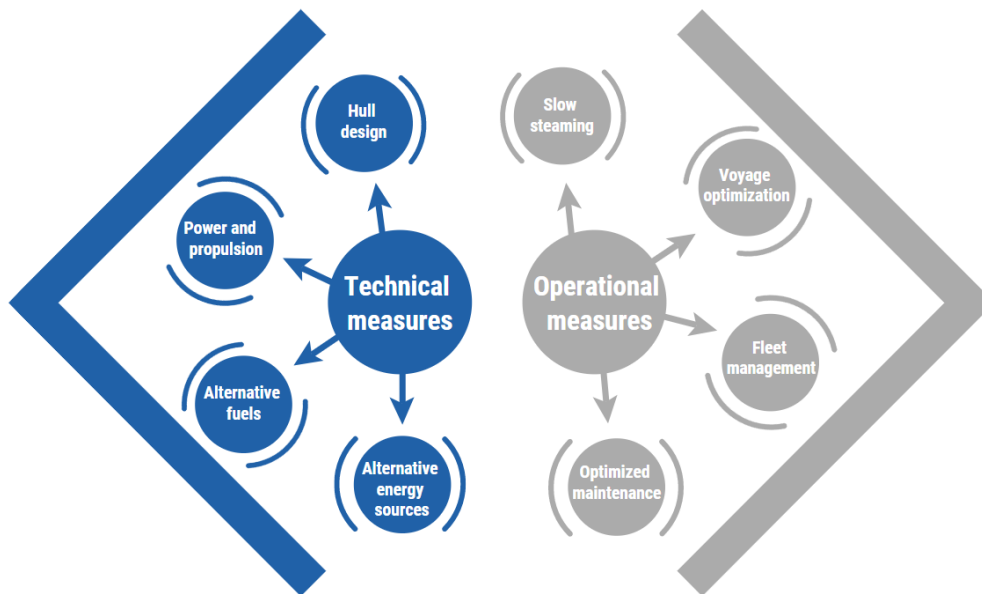 Hull
design
Power and
propulsion
Technical
measures
Alternative
fuels
Alternative
energy
sources
Slow
steaming
Voyage
optimization
Operational
measures
Fleet
management
Optimized
maintenance